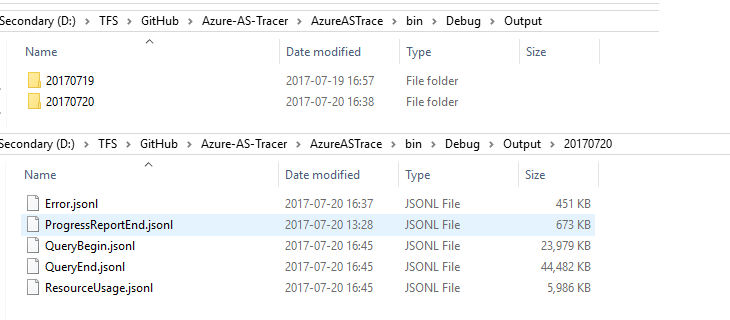 Secondary (D:) > TFS > GitHub > Azure-AS-Tracer > AzureASTrace > bin > Debug > Output
Name Date modified Type Size
20170719 2017-07-19 16:57 File folder
20170720 2017-07-20 16:38 File folder
Secondary (D:) > TFS > GitHub > Azure-AS-Tracer > AzureASTrace > bin > Debug > Output > 20170720
Name Date modified Type Size
Error.jsonl 2017-07-20 16:37 JSONL File 451 KB
ProgressReportEnd.jsonl 2017-07-20 13:28 JSONL File 673 KB
QueryBegin.jsonl 2017-07-20 16:45 JSONL File 23,979 KB
QueryEnd.jsonl 2017-07-20 16:45 JSONL File 44,482 KB
ResourceUsage.jsonl 2017-07-20 16:45 JSONL File 5,986 KB